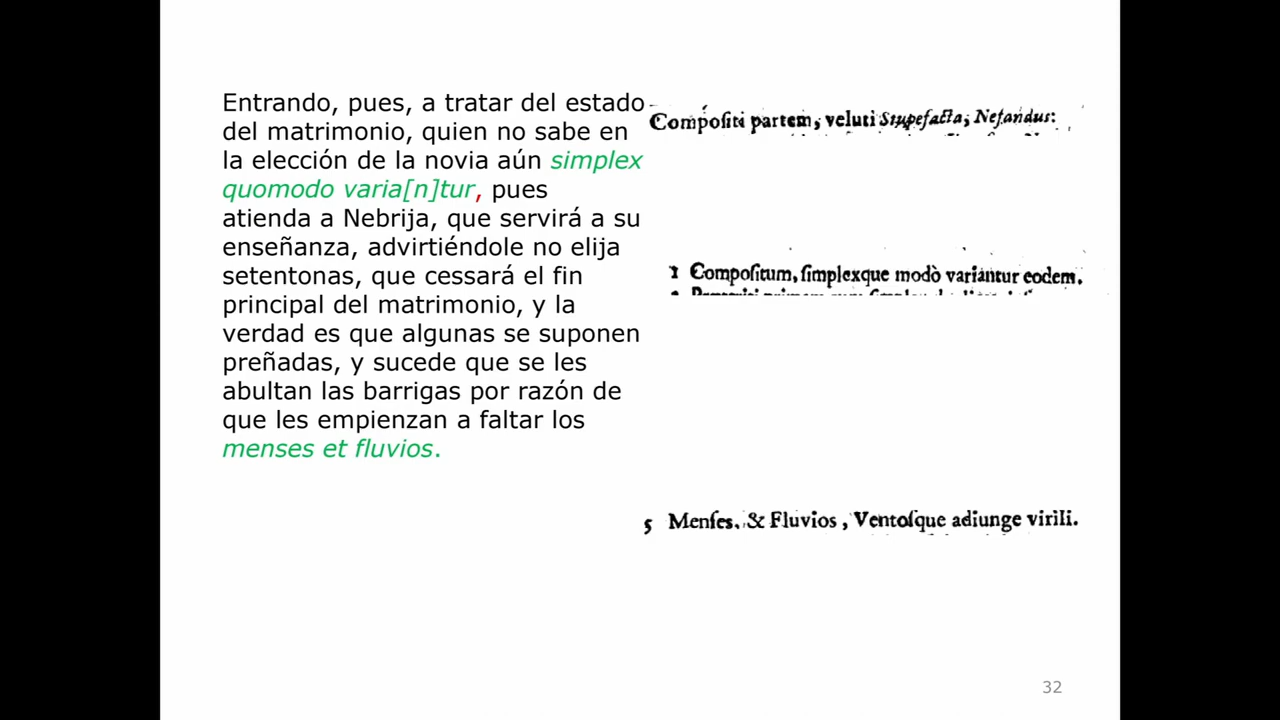 Entrando, pues, a tratar del estado
del matrimonio, quien no sabe en
la elección de la novia aún simplex
quomodo varia[n]tur, pues
atienda a Nebrija, que servirá a su
enseñanza, advirtiéndole no elija
setentonas, que cessará el fin
principal del matrimonio, y la
verdad es que algunas se suponen
preñadas, y sucede que se les
abultan las barrigas por razón de
que les empienzan a faltar los
menses et fluvios.
Compoſiti partem, veluti Stupefacta, Nefandus:
1 Compoſitum, ſimplexque modò variantur eodem.
5 Menſes, & Fluvios, Ventoſque adiunge virili.
32